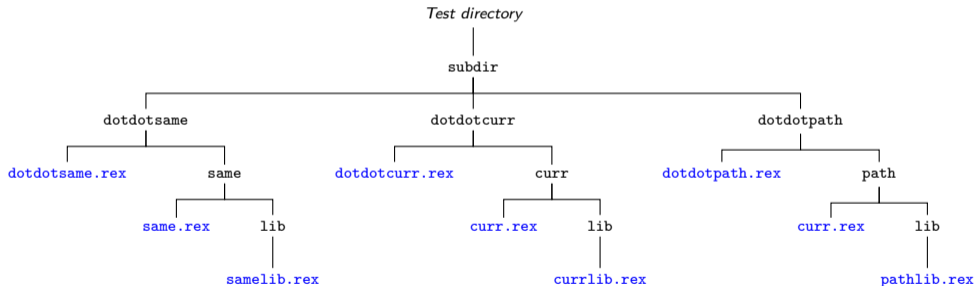 Test directory
subdir
dotdotsame dotdotcurr dotdotpath
dotdotsame.rex same dotdotcurr.rex curr dotdotpath.rex path
same.rex lib curr.rex lib curr.rex lib
samelib.rex currlib.rex pathlib.rex